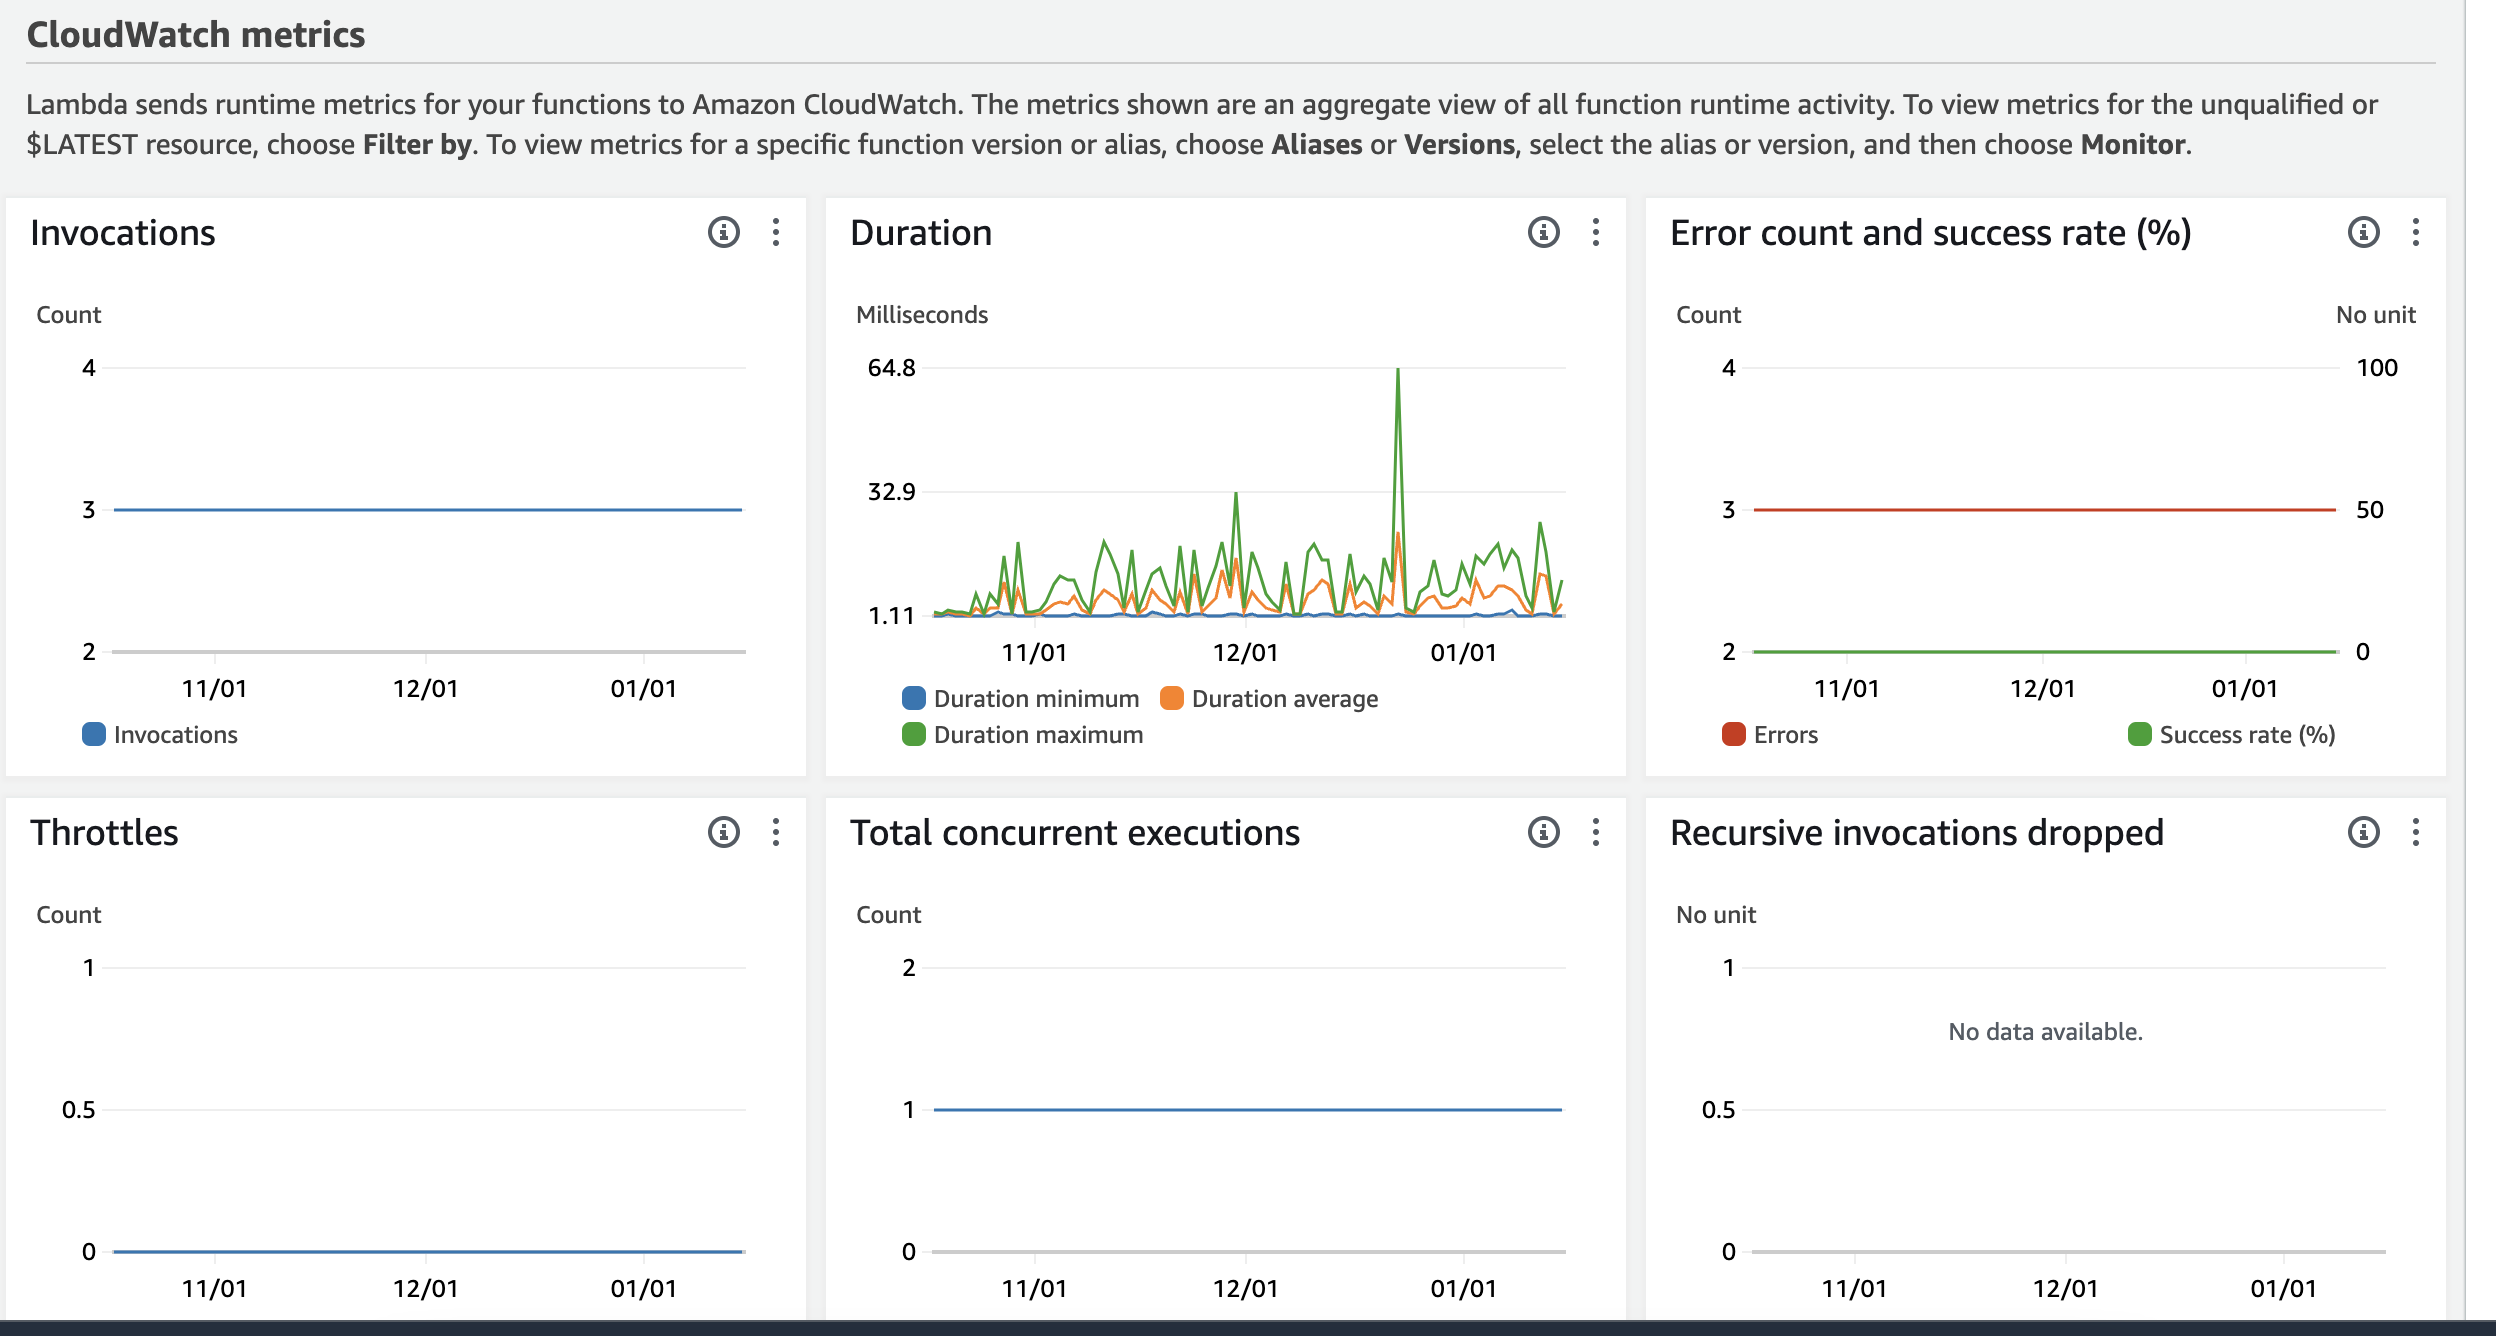 CloudWatch metrics
Lambda sends runtime metrics for your functions to Amazon CloudWatch. The metrics shown are an aggregate view of all function runtime activity. To view metrics for the unqualified or
$LATEST resource, choose Filter by. To view metrics for a specific function version or alias, choose Aliases or Versions, select the alias or version, and then choose Monitor.
Invocations
Count
4
3
2
11/01 12/01 01/01
Invocations
Duration
Milliseconds
64.8
32.9
1.11
11/01 12/01 01/01
Duration minimum Duration average
Duration maximum
Error count and success rate (%)
Count No unit
4 100
3 50
2 0
11/01 12/01 01/01
Errors Success rate (%)
Throttles
Count
1
0.5
0
11/01 12/01 01/01
Total concurrent executions
Count
2
1
0
11/01 12/01 01/01
Recursive invocations dropped
No unit
1
No data available.
0.5
0
11/01 12/01 01/01